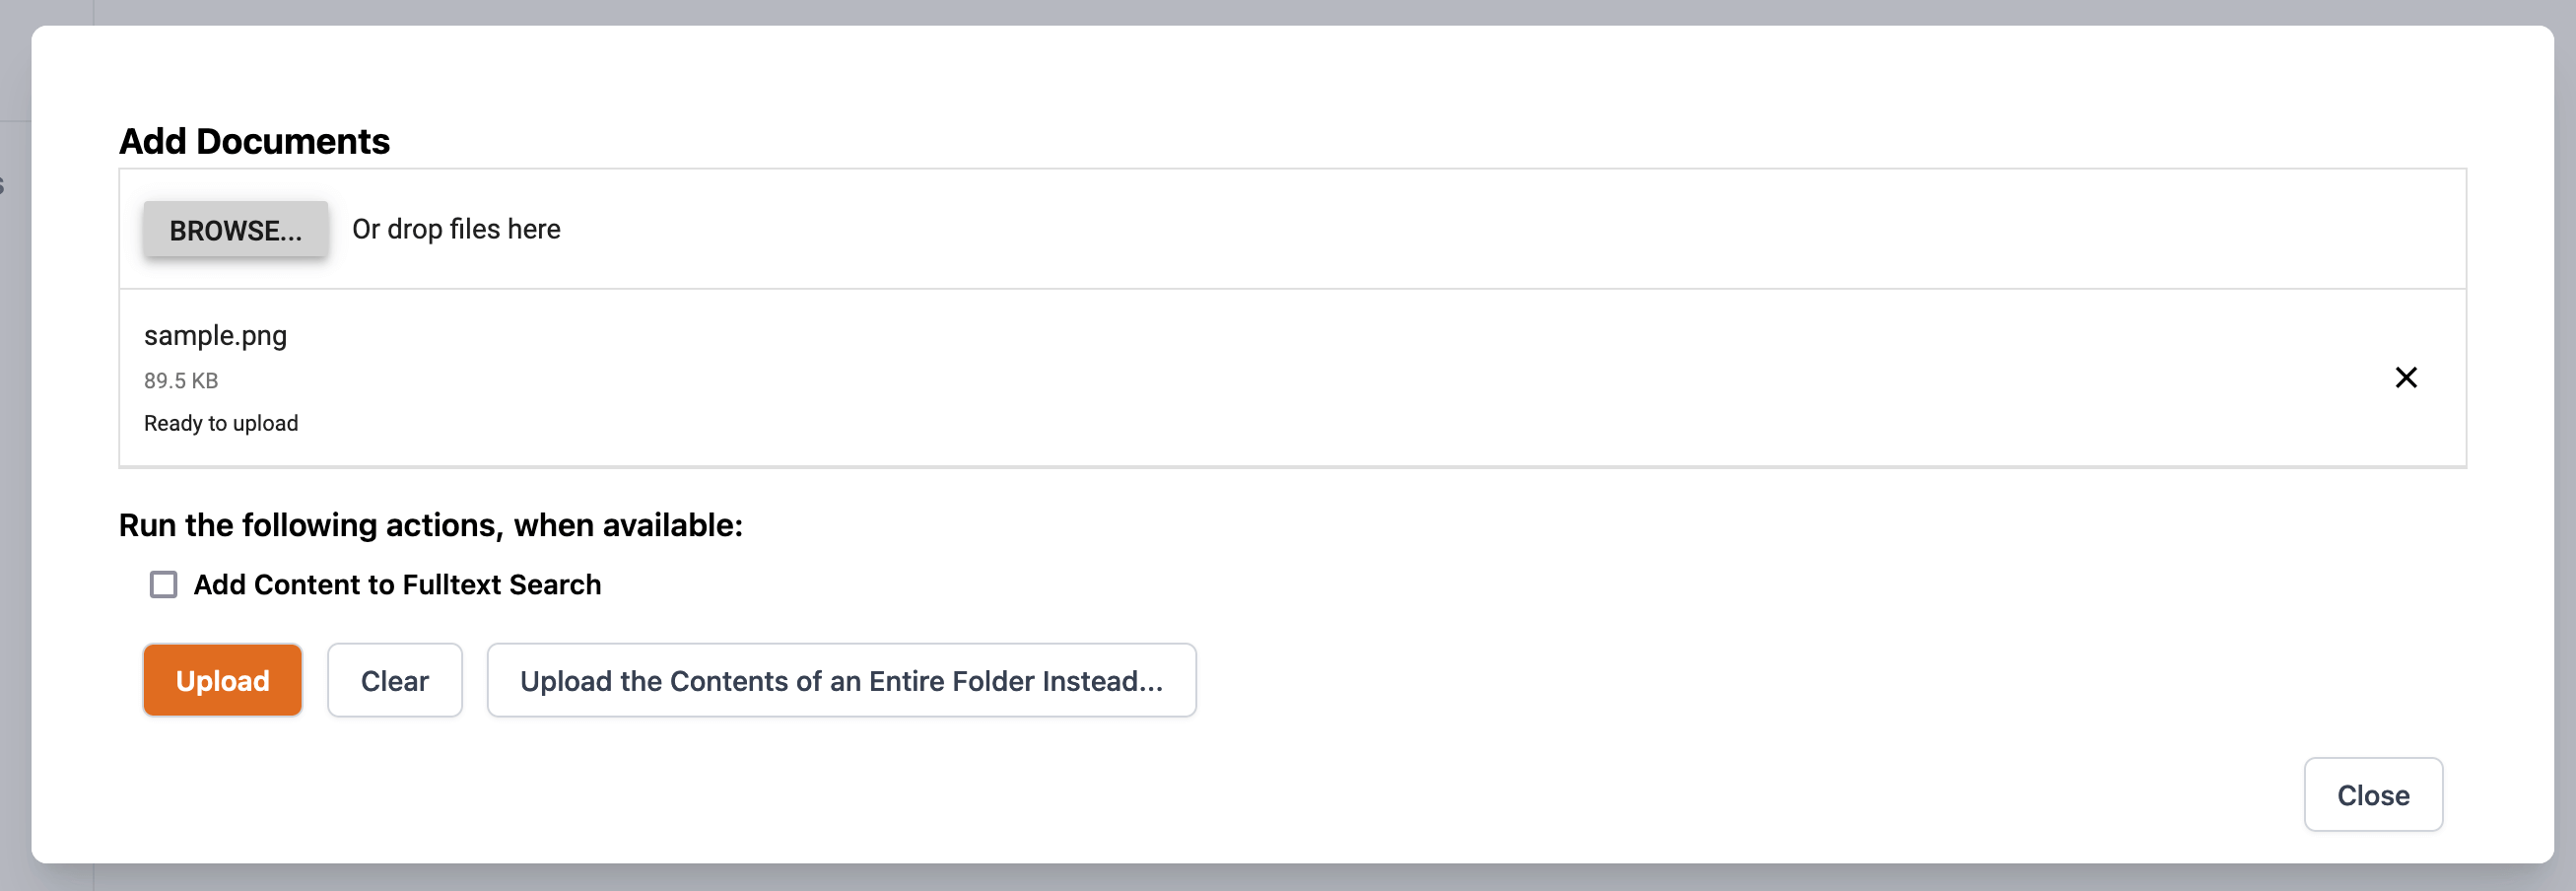 Add Documents
BROWSE... Or drop files here
sample.png
89.5 KB
Ready to upload
Run the following actions, when available:
Add Content to Fulltext Search
Upload Clear Upload the Contents of an Entire Folder Instead...
Close